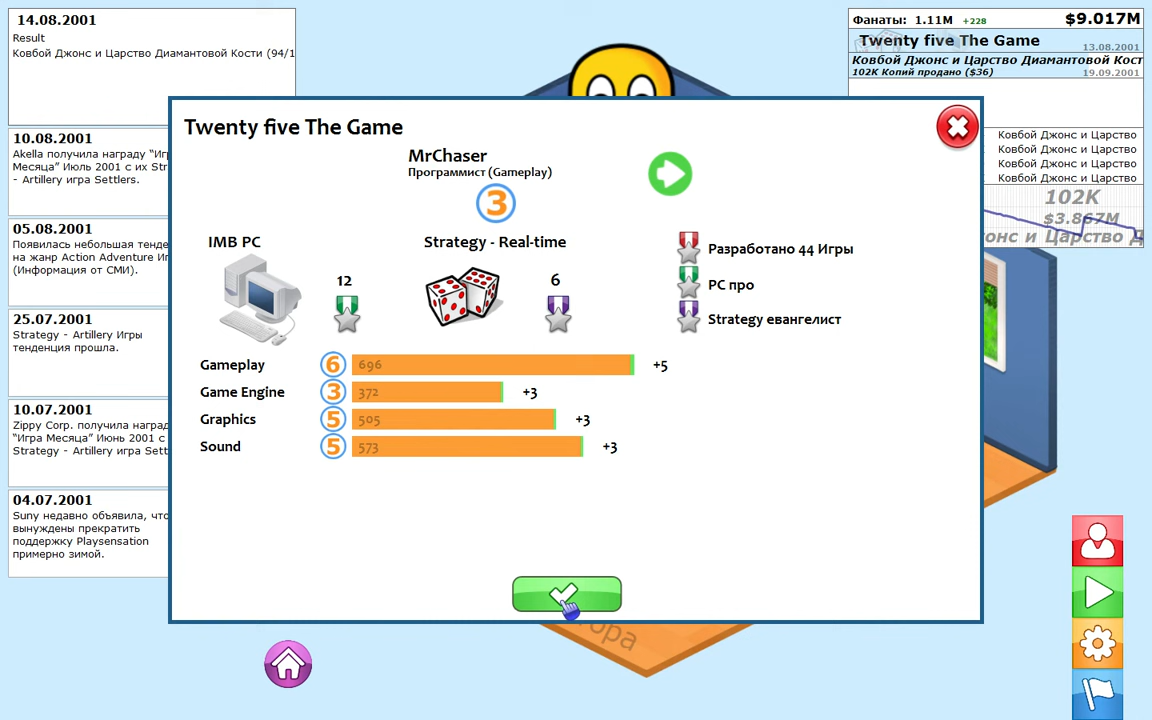 14.08.2001
Result
Ковбой Джонс и Царство Диамантовой Кости (94/1
10.08.2001
Akella получила награду "Игр
Месяца" Июль 2001 с их Str
- Artillery игра Settlers.
05.08.2001
Появилась небольшая тенде
на жанр Action Adventure Иг
(Информация от СМИ).
25.07.2001
Strategy - Artillery Игры
тенденция прошла.
10.07.2001
Zippy Corp. получила наград
"Игра Месяца" Июнь 2001 с
Strategy - Artillery игра Sett
04.07.2001
Suny недавно объявила, что
вынуждены прекратить
поддержку Playsensation
примерно зимой.
Twenty five The Game
MrChaser
Программист (Gameplay)
3
IMB PC
12
Strategy - Real-time
6
Разработано 44 Игры
PC про
Strategy евангелист
Gameplay 6 696 +5
Game Engine 3 372 +3
Graphics 5 505 +3
Sound 5 573 +3
Фанаты: 1.11M +228 $9.017M
Twenty five The Game
13.08.2001
Ковбой Джонс и Царство Диамантовой Кост
102K Копий продано ($36) 19.09.2001
Ковбой Джонс и Царство
Ковбой Джонс и Царство
Ковбой Джонс и Царство
Ковбой Джонс и Царство
102K
$3.867M
онс и Царство Д